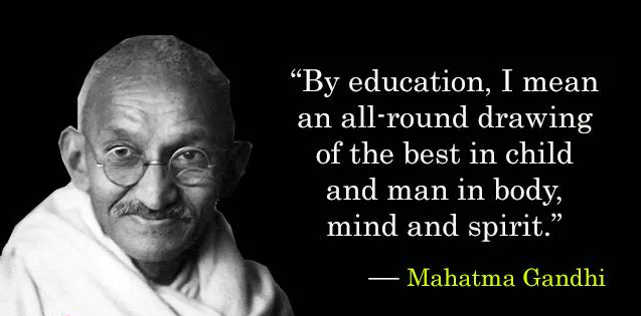 “By education, I mean
an all-round drawing
of the best in child
and man in body,
mind and spirit.”
— Mahatma Gandhi